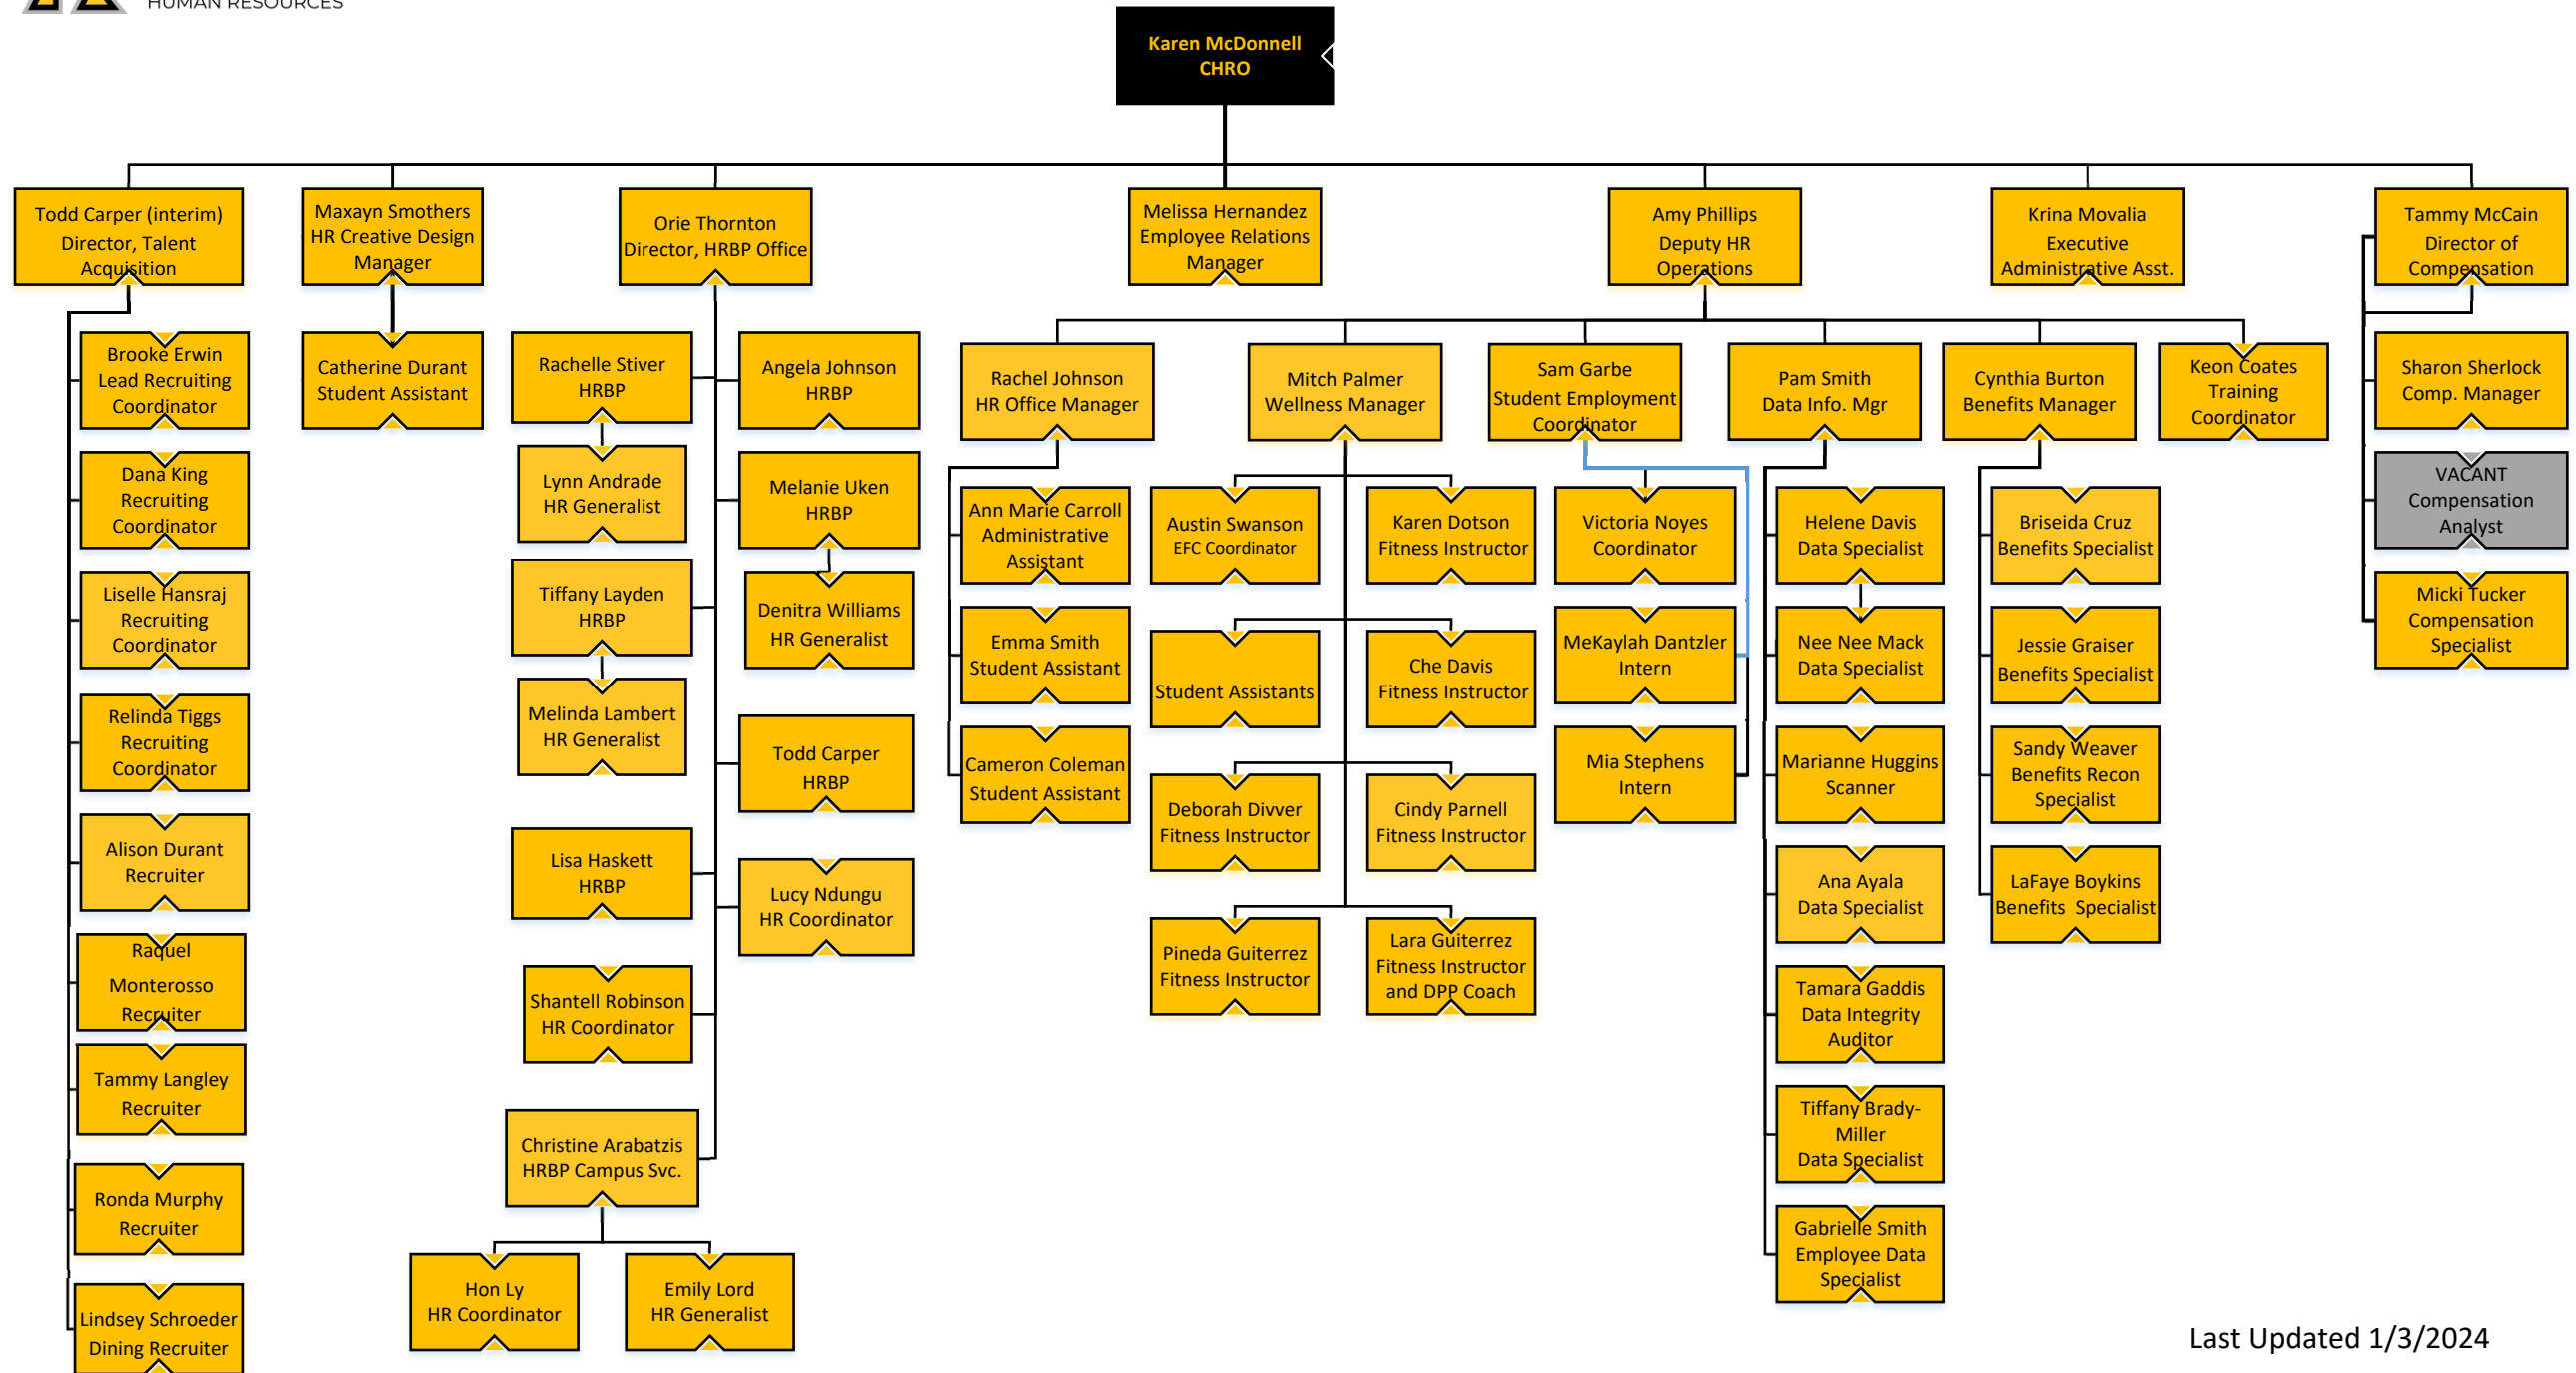 HUMAN RESOURCES
Karen McDonnell
CHRO
Todd Carper (interim)
Director, Talent
Acquisition
Maxayn Smothers
HR Creative Design
Manager
Orie Thornton
Director, HRBP Office
Melissa Hernandez
Employee Relations
Manager
Amy Phillips
Deputy HR
Operations
Krina Movalia
Executive
Administrative Asst.
Tammy McCain
Director of
Compensation
Brooke Erwin
Lead Recruiting
Coordinator
Dana King
Recruiting
Coordinator
Liselle Hansraj
Recruiting
Coordinator
Relinda Tiggs
Recruiting
Coordinator
Alison Durant
Recruiter
Raquel
Monterosso
Recruiter
Tammy Langley
Recruiter
Ronda Murphy
Recruiter
Lindsey Schroeder
Dining Recruiter
Catherine Durant
Student Assistant
Rachelle Stiver
HRBP
Lynn Andrade
HR Generalist
Tiffany Layden
HRBP
Melinda Lambert
HR Generalist
Lisa Haskett
HRBP
Shantell Robinson
HR Coordinator
Christine Arabatzis
HRBP Campus Svc.
Hon Ly
HR Coordinator
Emily Lord
HR Generalist
Angela Johnson
HRBP
Melanie Uken
HRBP
Denitra Williams
HR Generalist
Todd Carper
HRBP
Lucy Ndungu
HR Coordinator
Rachel Johnson
HR Office Manager
Ann Marie Carroll
Administrative
Assistant
Emma Smith
Student Assistant
Cameron Coleman
Student Assistant
Mitch Palmer
Wellness Manager
Austin Swanson
EFC Coordinator
Karen Dotson
Fitness Instructor
Student Assistants
Che Davis
Fitness Instructor
Deborah Divver
Fitness Instructor
Cindy Parnell
Fitness Instructor
Pineda Guiterrez
Fitness Instructor
Lara Guiterrez
Fitness Instructor
and DPP Coach
Sam Garbe
Student Employment
Coordinator
Victoria Noyes
Coordinator
MeKaylah Dantzler
Intern
Mia Stephens
Intern
Pam Smith
Data Info. Mgr
Helene Davis
Data Specialist
Nee Nee Mack
Data Specialist
Marianne Huggins
Scanner
Ana Ayala
Data Specialist
Tamara Gaddis
Data Integrity
Auditor
Tiffany Brady-
Miller
Data Specialist
Gabrielle Smith
Employee Data
Specialist
Cynthia Burton
Benefits Manager
Briseida Cruz
Benefits Specialist
Jessie Graiser
Benefits Specialist
Sandy Weaver
Benefits Recon
Specialist
LaFaye Boykins
Benefits Specialist
Keon Coates
Training
Coordinator
Sharon Sherlock
Comp. Manager
VACANT
Compensation
Analyst
Micki Tucker
Compensation
Specialist
Last Updated 1/3/2024